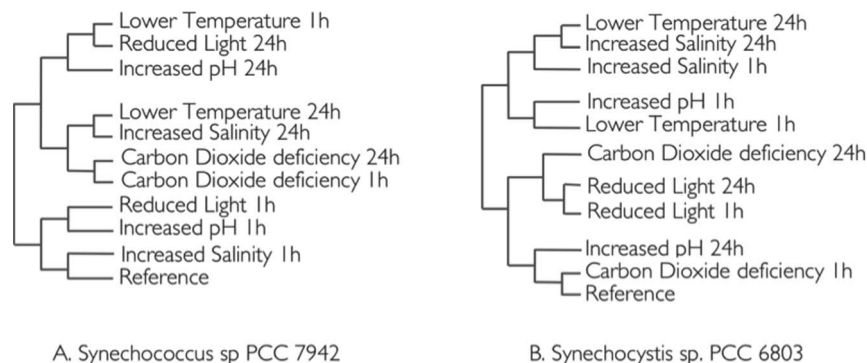 Lower Temperature 1h
Reduced Light 24h
Increased pH 24h
Lower Temperature 24h
Increased Salinity 24h
Carbon Dioxide deficiency 24h
Carbon Dioxide deficiency 1h
Reduced Light 1h
Increased pH 1h
Increased Salinity 1h
Reference
A. Synechococcus sp PCC 7942
Lower Temperature 24h
Increased Salinity 24h
Increased Salinity 1h
Increased pH 1h
Lower Temperature 1h
Carbon Dioxide deficiency 24h
Reduced Light 24h
Reduced Light 1h
Increased pH 24h
Carbon Dioxide deficiency 1h
Reference
B. Synechocystis sp. PCC 6803